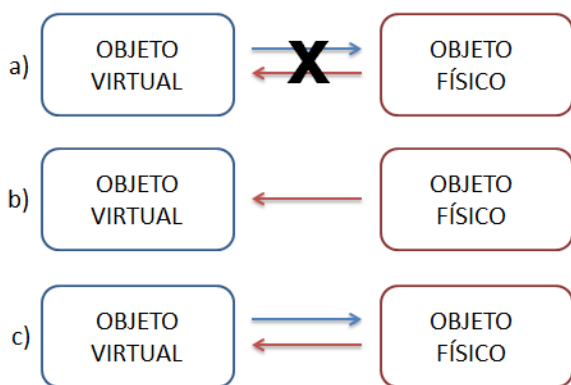 a)
OBJETO
VIRTUAL
X
OBJETO
FÍSICO
b)
OBJETO
VIRTUAL
OBJETO
FÍSICO
c)
OBJETO
VIRTUAL
OBJETO
FÍSICO